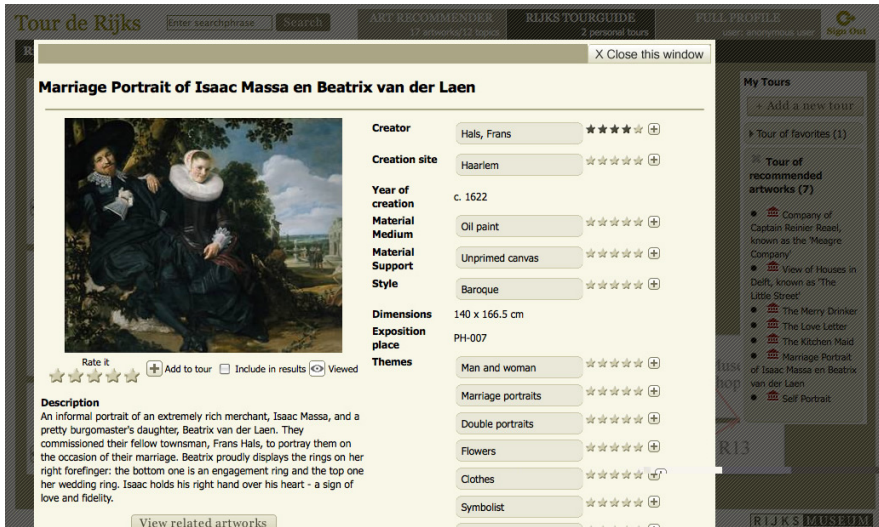 Tour de Rijks
Enter searchphrase
Search
ART RECOMMENDER
17 artworks/12 topics
RIJKS TOURGUIDE
2 personal tours
FULL PROFILE
user: anonymous user
Sign Out
X Close this window
Marriage Portrait of Isaac Massa en Beatrix van der Laen
Creator
Hals, Frans
Creation site
Haarlem
Year of
creation
c. 1622
Material
Medium
Oil paint
Material
Support
Unprimed canvas
Style
Baroque
Dimensions
140 x 166.5 cm
Exposition
place
PH-007
Themes
Man and woman
Marriage portraits
Double portraits
Flowers
Clothes
Symbolist
Rate it
Add to tour
Include in results
Viewed
Description
An informal portrait of an extremely rich merchant, Isaac Massa, and a
pretty burgomaster's daughter, Beatrix van der Laen. They
commissioned their fellow townsman, Frans Hals, to portray them on
the occasion of their marriage. Beatrix proudly displays the rings on her
right forefinger: the bottom one is an engagement ring and the top one
her wedding ring. Isaac holds his right hand over his heart - a sign of
love and fidelity.
View related artworks
My Tours
+ Add a new tour
Tour of favorites (1)
Tour of
recommended
artworks (7)
Company of
Captain Reinier Reael,
known as the 'Meagre
Company'
View of Houses in
Delft, known as 'The
Little Street'
The Merry Drinker
The Love Letter
The Kitchen Maid
Marriage Portrait
of Isaac Massa en Beatrix
van der Laen
Self Portrait
R13
RIJKS MUSEUM